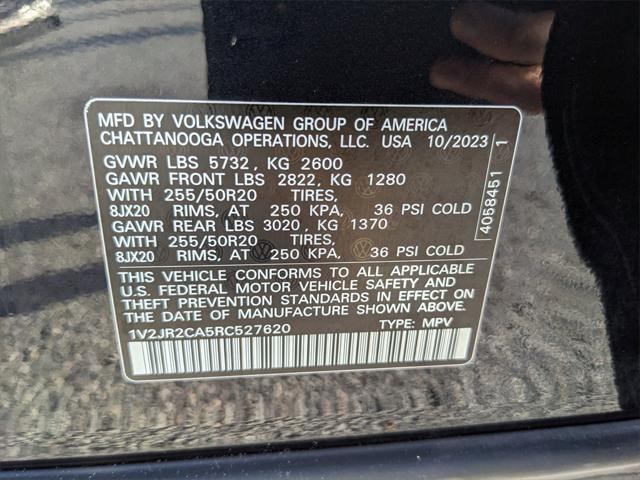 MFD BY VOLKSWAGEN GROUP OF AMERICA
CHATTANOOGA OPERATIONS, LLC. USA 10/2023
GVWR LBS 5732, KG 2600
GAWR FRONT LBS 2822, KG 1280
WITH 255/50R20 TIRES,
8JX20 RIMS, AT 250 KPA, 36 PSI COLD
GAWR REAR LBS 3020, KG 1370
WITH 255/50R20 TIRES,
8JX20 RIMS, AT 250 KPA, 36 PSI COLD
THIS VEHICLE CONFORMS TO ALL APPLICABLE
U.S. FEDERAL MOTOR VEHICLE SAFETY AND
THEFT PREVENTION STANDARDS IN EFFECT ON
THE DATE OF MANUFACTURE SHOWN ABOVE.
1V2JR2CA5RC527620 TYPE: MPV
4058451 1